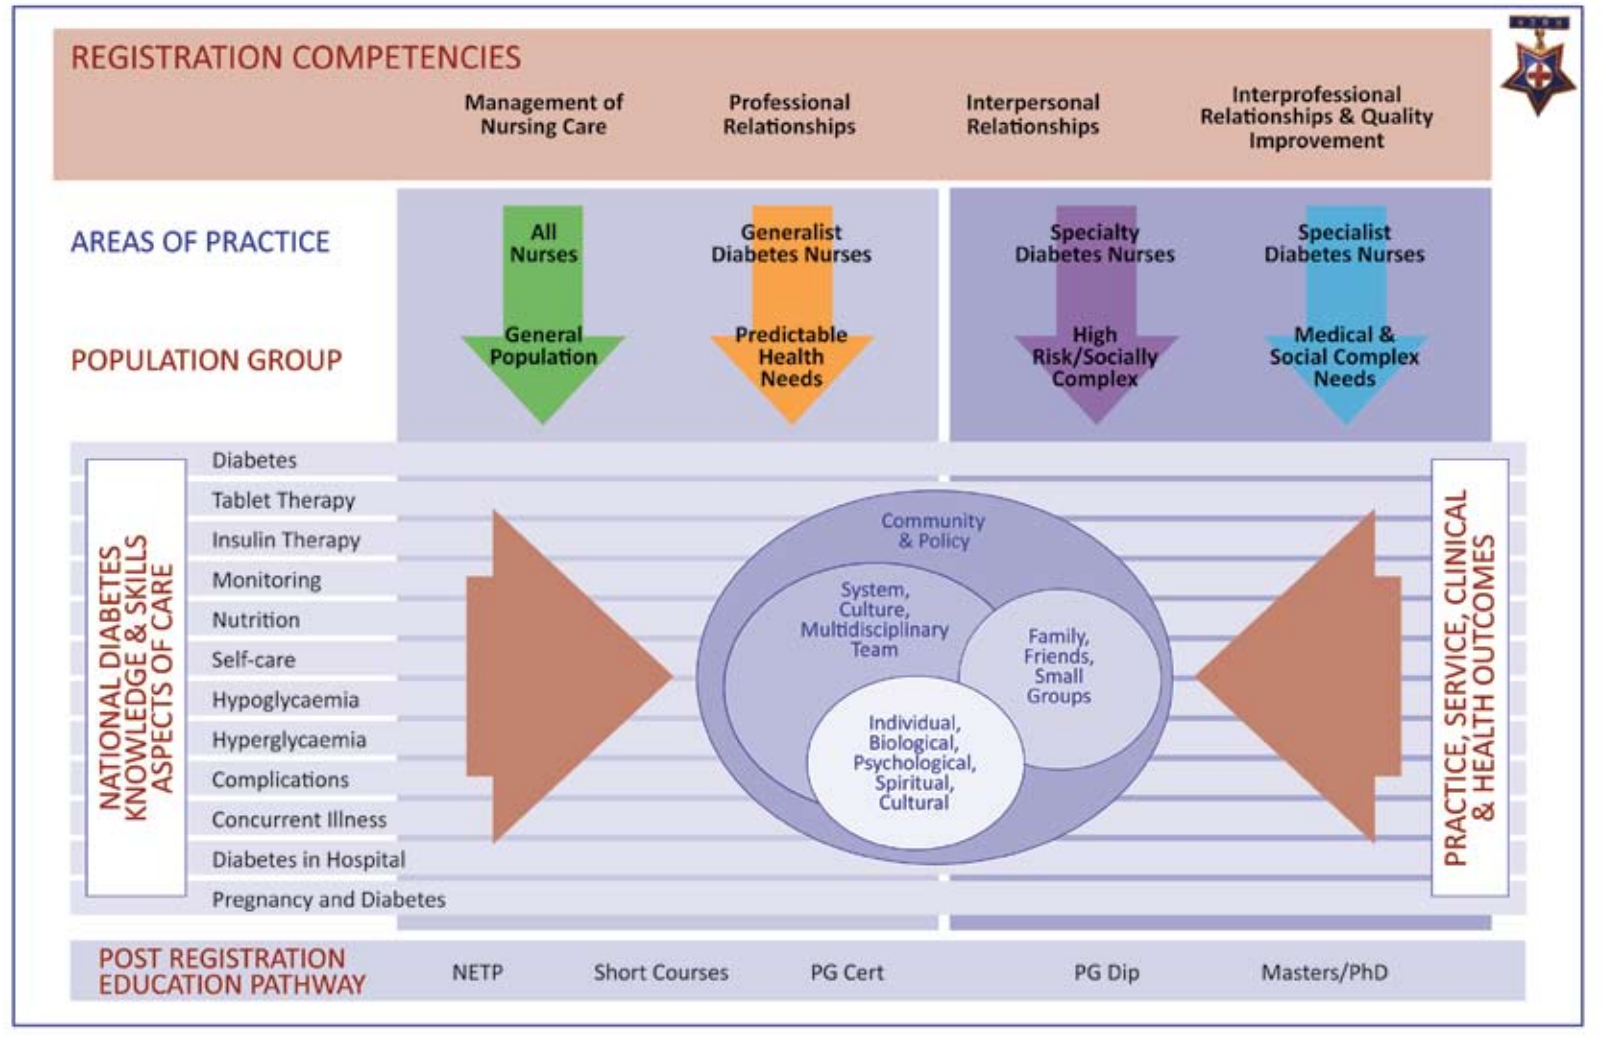 REGISTRATION COMPETENCIES
Management of
Nursing Care
Professional
Relationships
Interpersonal
Relationships
Interprofessional
Relationships & Quality
Improvement
AREAS OF PRACTICE
All
Nurses
Generalist
Diabetes Nurses
Specialty
Diabetes Nurses
Specialist
Diabetes Nurses
POPULATION GROUP
General
Population
Predictable
Health
Needs
High
Risk/Socially
Complex
Medical &
Social Complex
Needs
NATIONAL DIABETES
KNOWLEDGE & SKILLS
ASPECTS OF CARE
Diabetes
Tablet Therapy
Insulin Therapy
Monitoring
Nutrition
Self-care
Hypoglycaemia
Hyperglycaemia
Complications
Concurrent Illness
Diabetes in Hospital
Pregnancy and Diabetes
Community
& Policy
System,
Culture,
Multidisciplinary
Team
Family,
Friends,
Small
Groups
Individual,
Biological,
Psychological,
Spiritual,
Cultural
PRACTICE, SERVICE, CLINICAL
& HEALTH OUTCOMES
POST REGISTRATION
EDUCATION PATHWAY
NETP
Short Courses
PG Cert
PG Dip
Masters/PhD